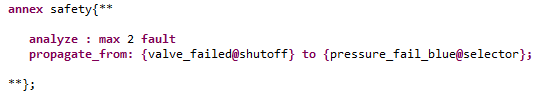 annex safety{**
analyze : max 2 fault
propagate_from: {valve_failed@shutoff} to {pressure_fail_blue@selector};
**};